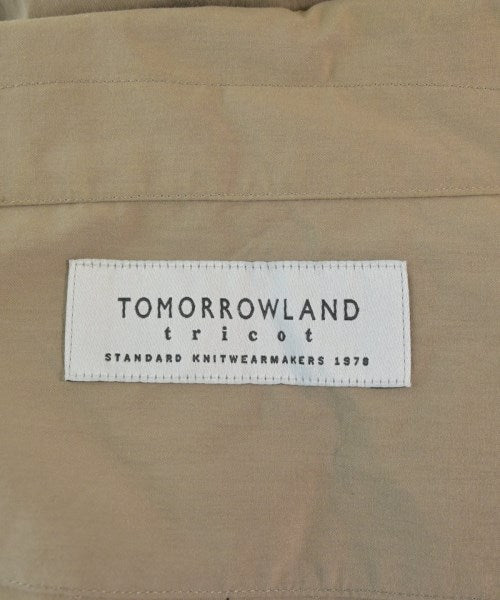 TOMORROWLAND
tricot
STANDARD KNITWEARMAKERS 1978